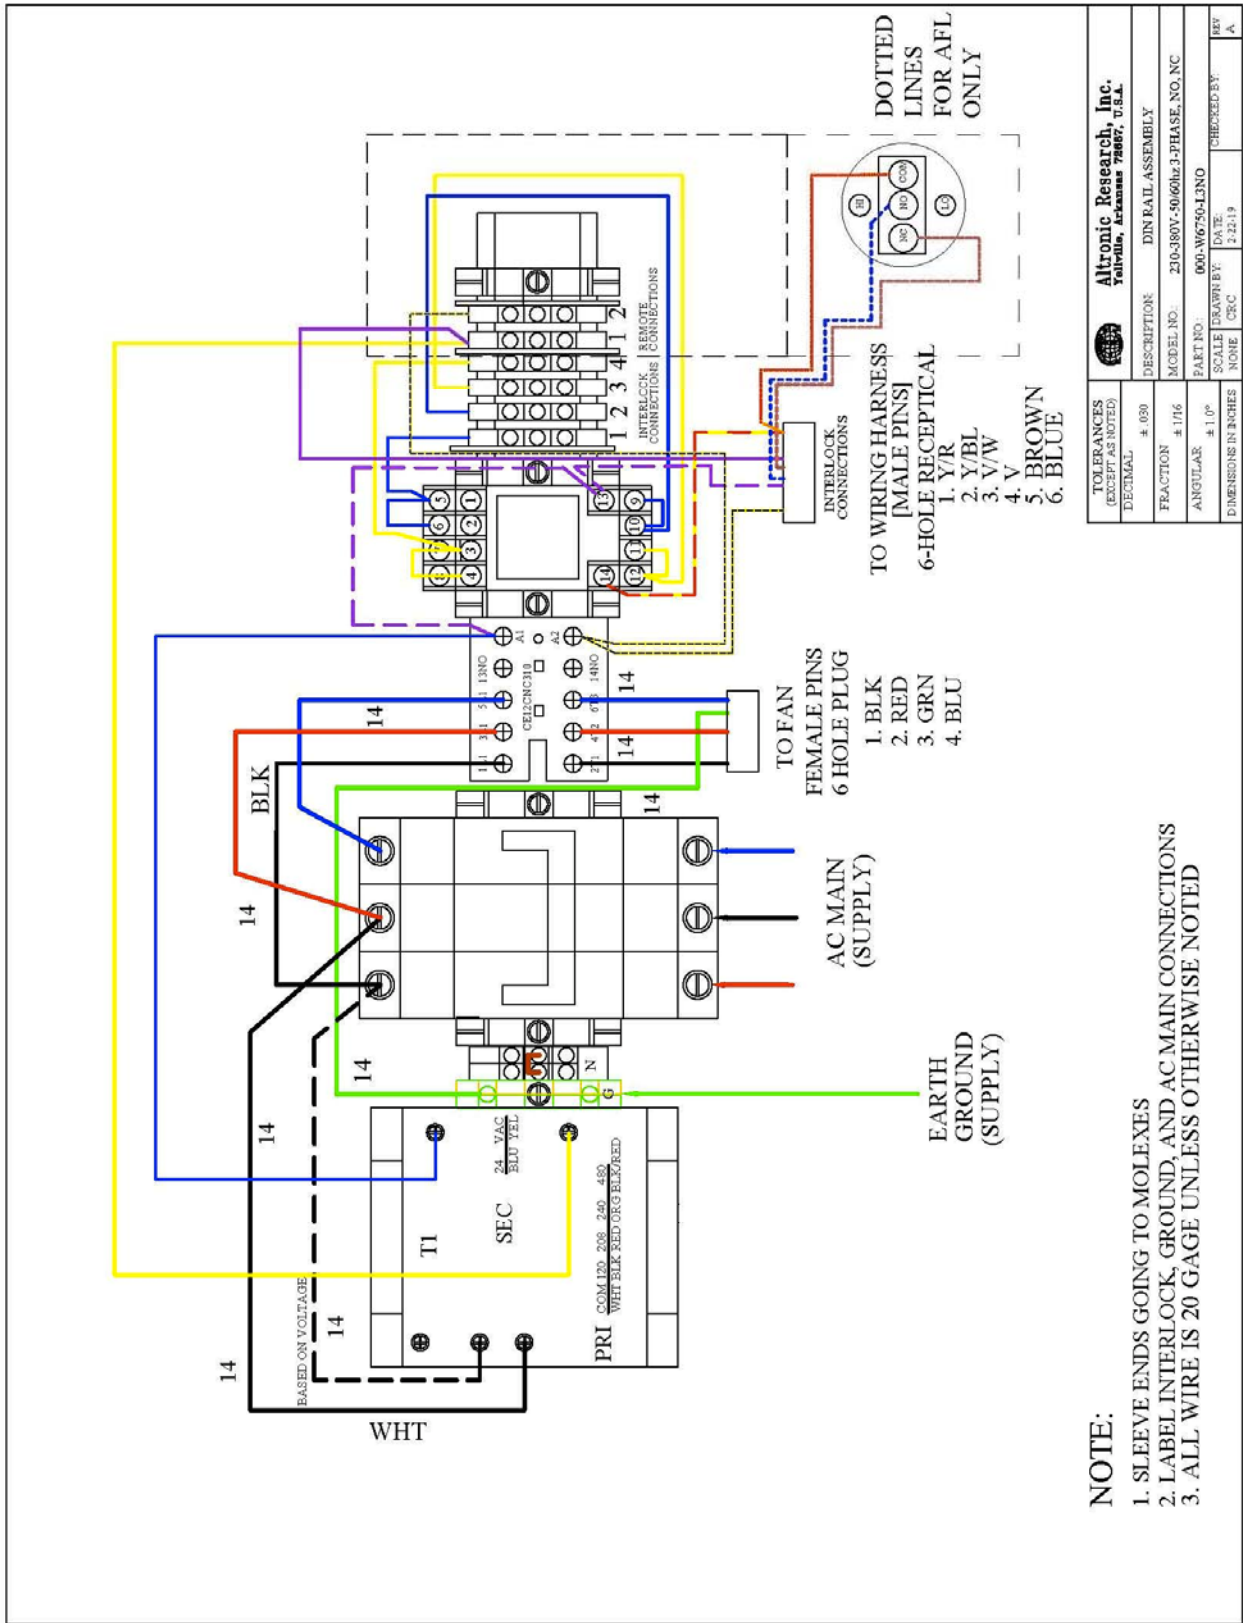 WHT
14
BASED ON VOLTAGE
14
14
14
14
BLK
14
T1
SEC
24 VAC
BLU YEL
PRI
COM 120 208 240 480
WHT BLK RED ORG BLK/RED
G
N
14
14
14
CE12CNC310
13NO
14NO
A1
A2
5
6
7
8
1
2
3
4
13
14
9
10
11
12
1 2 3 4
1 2
INTERLOCK
CONNECTIONS
REMOTE
CONNECTIONS
DOTTED
LINES
FOR AFL
ONLY
HI
LO
NC
NO
COM
INTERLOCK
CONNECTIONS
TO WIRING HARNESS
[MALE PINS]
6-HOLE RECEPTICAL
1. Y/R
2. Y/BL
3. V/W
4. V
5. BROWN
6. BLUE
TO FAN
FEMALE PINS
6 HOLE PLUG
1. BLK
2. RED
3. GRN
4. BLU
AC MAIN
(SUPPLY)
EARTH
GROUND
(SUPPLY)
NOTE:
1. SLEEVE ENDS GOING TO MOLEXES
2. LABEL INTERLOCK, GROUND, AND AC MAIN CONNECTIONS
3. ALL WIRE IS 20 GAGE UNLESS OTHERWISE NOTED
TOLERANCES
(EXCEPT AS NOTED)
DECIMAL
± .030
FRACTION
± 1/16
ANGULAR
± 1.0°
DIMENSIONS IN INCHES
Altronic Research, Inc.
Yellville, Arkansas 72687, U.S.A.
DESCRIPTION: DIN RAIL ASSEMBLY
MODEL NO.: 230-380V-50/60hz 3-PHASE, NO, NC
PART NO.: 000-W6750-L3NO
SCALE NONE
DRAWN BY: CRC
DATE: 2-22-19
CHECKED BY:
REV A